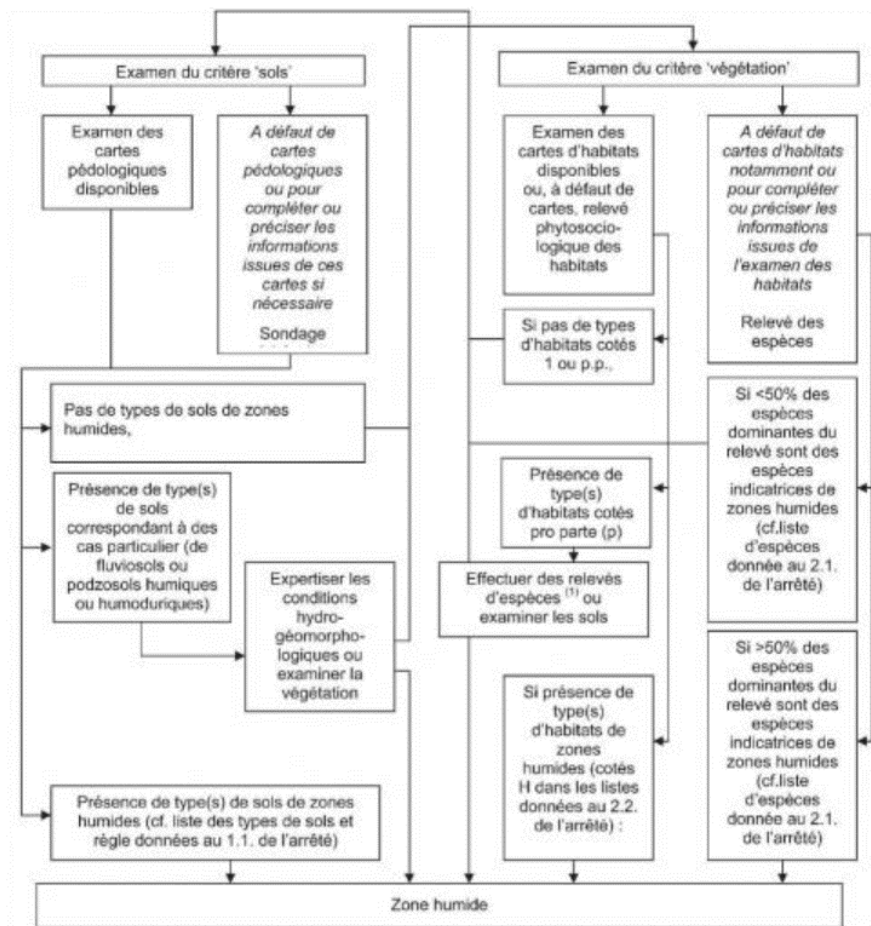 Examen du critère 'sols'
Examen des
cartes
pédologiques
disponibles
A défaut de
cartes
pédologiques
ou pour
compléter ou
préciser les
informations
issues de ces
cartes si
nécessaire
Sondage
Pas de types de sols de zones
humides,
Présence de type(s)
de sols
correspondant à des
cas particulier (de
fluviosols ou
podzosols humiques
ou humoduriques)
Expertiser les
conditions
hydro-
géomorpho-
logiques ou
examiner la
végétation
Présence de type(s) de sols de zones
humides (cf. liste des types de sols et
règle données au 1.1. de l'arrêté)
Examen du critère 'végétation'
Examen des
cartes d'habitats
disponibles
ou, à défaut de
cartes, relevé
phytosocio-
logique des
habitats
A défaut de
cartes d'habitats
notamment ou
pour compléter
ou préciser les
informations
issues de
l'examen des
habitats
Relevé des
espèces
Si pas de types
d'habitats cotés
1 ou p.p.,
Présence de
type(s)
d'habitats cotés
pro parte (p)
Effectuer des relevés
d'espèces (1) ou
examiner les sols
Si présence de
type(s)
d'habitats de
zones
humides (cotés
H dans les listes
données au 2.2.
de l'arrêté) :
Si <50% des
espèces
dominantes du
relevé sont des
espèces
indicatrices de
zones humides
(cf.liste
d'espèces
donnée au 2.1.
de l'arrêté)
Si >50% des
espèces
dominantes du
relevé sont des
espèces
indicatrices de
zones humides
(cf.liste
d'espèces
donnée au 2.1.
de l'arrêté)
Zone humide